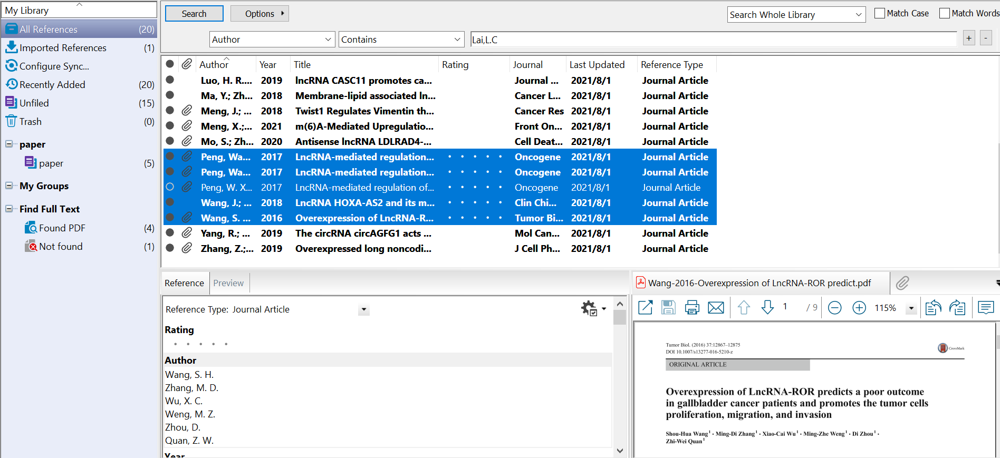 My Library
All References (20)
Imported References (1)
Configure Sync...
Recently Added (20)
Unfiled (15)
Trash (0)
paper
paper (5)
My Groups
Find Full Text
Found PDF (4)
Not found (1)
Search Options Search Whole Library Match Case Match Words
Author Contains Lai,L.C + -
Author Year Title Rating Journal Last Updated Reference Type
Luo, H. R.... 2019 lncRNA CASC11 promotes ca... Journal ... 2021/8/1 Journal Article
Ma, Y.; Zh... 2018 Membrane-lipid associated ln... Cancer L... 2021/8/1 Journal Article
Meng, J.; ... 2018 Twist1 Regulates Vimentin th... Cancer Res 2021/8/1 Journal Article
Meng, X.;... 2021 m(6)A-Mediated Upregulatio... Front On... 2021/8/1 Journal Article
Mo, S.; Zh... 2020 Antisense lncRNA LDLRAD4-... Cell Deat... 2021/8/1 Journal Article
Peng, Wa... 2017 LncRNA-mediated regulation... Oncogene 2021/8/1 Journal Article
Peng, Wa... 2017 LncRNA-mediated regulation... Oncogene 2021/8/1 Journal Article
Peng, W. X... 2017 LncRNA-mediated regulation of... Oncogene 2021/8/1 Journal Article
Wang, J.; ... 2018 LncRNA HOXA-AS2 and its m... Clin Chi... 2021/8/1 Journal Article
Wang, S. ... 2016 Overexpression of LncRNA-R... Tumor Bi... 2021/8/1 Journal Article
Yang, R.; ... 2019 The circRNA circAGFG1 acts ... Mol Can... 2021/8/1 Journal Article
Zhang, Z.;... 2019 Overexpressed long noncodi... J Cell Ph... 2021/8/1 Journal Article
Reference Preview
Reference Type: Journal Article
Rating
Author
Wang, S. H.
Zhang, M. D.
Wu, X. C.
Weng, M. Z.
Zhou, D.
Quan, Z. W.
Year
Wang-2016-Overexpression of LncRNA-ROR predict.pdf
1 / 9 115%
Tumor Biol. (2016) 37:12867–12875
DOI 10.1007/s13277-016-5210-z
CrossMark
ORIGINAL ARTICLE
Overexpression of LncRNA-ROR predicts a poor outcome
in gallbladder cancer patients and promotes the tumor cells
proliferation, migration, and invasion
Shou-Hua Wang1 · Ming-Di Zhang1 · Xiao-Cai Wu1 · Ming-Zhe Weng1 · Di Zhou1 ·
Zhi-Wei Quan1